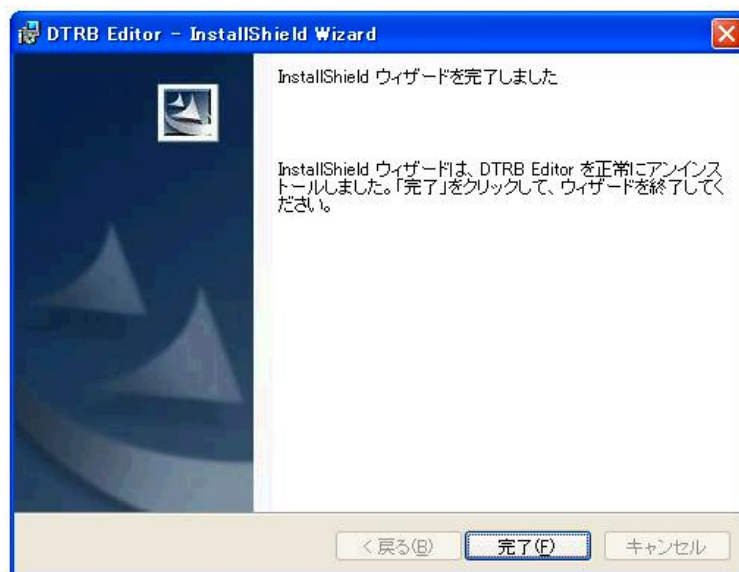 DTRB Editor - InstallShield Wizard
InstallShield ウィザードを完了しました
InstallShield ウィザードは、DTRB Editor を正常にアンインス
トールしました。「完了」をクリックして、ウィザードを終了してく
ださい。
< 戻る(B)
完了(F)
キャンセル